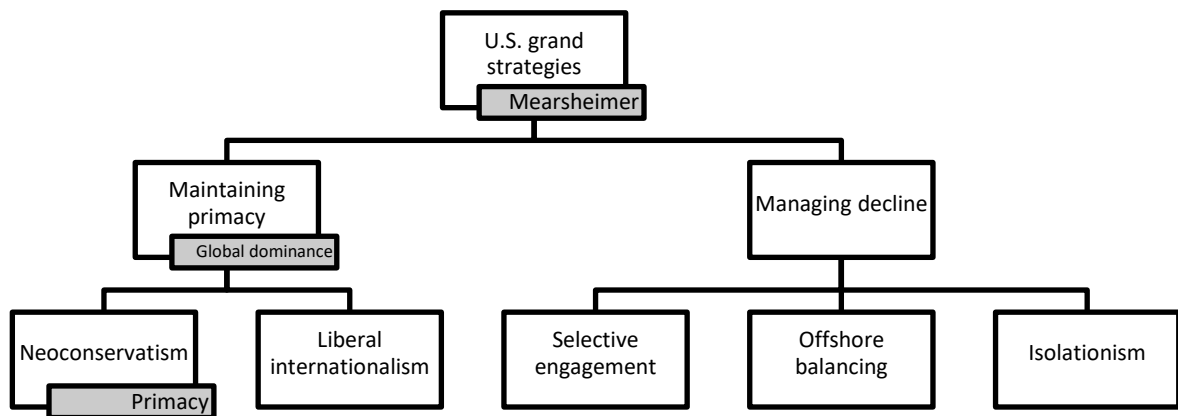 U.S. grand
strategies
Mearsheimer
Maintaining
primacy
Global dominance
Managing decline
Neoconservatism
Primacy
Liberal
internationalism
Selective
engagement
Offshore
balancing
Isolationism